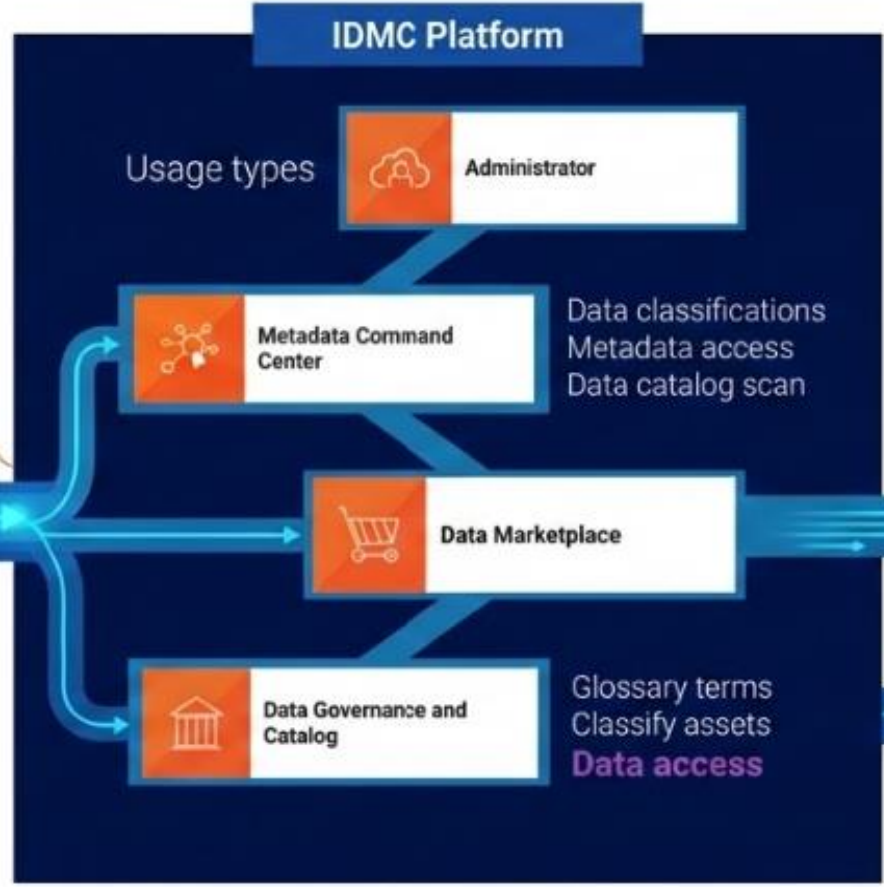 IDMC Platform
Usage types
Administrator
Metadata Command
Center
Data classifications
Metadata access
Data catalog scan
Data Marketplace
Data Governance and
Catalog
Glossary terms
Classify assets
Data access